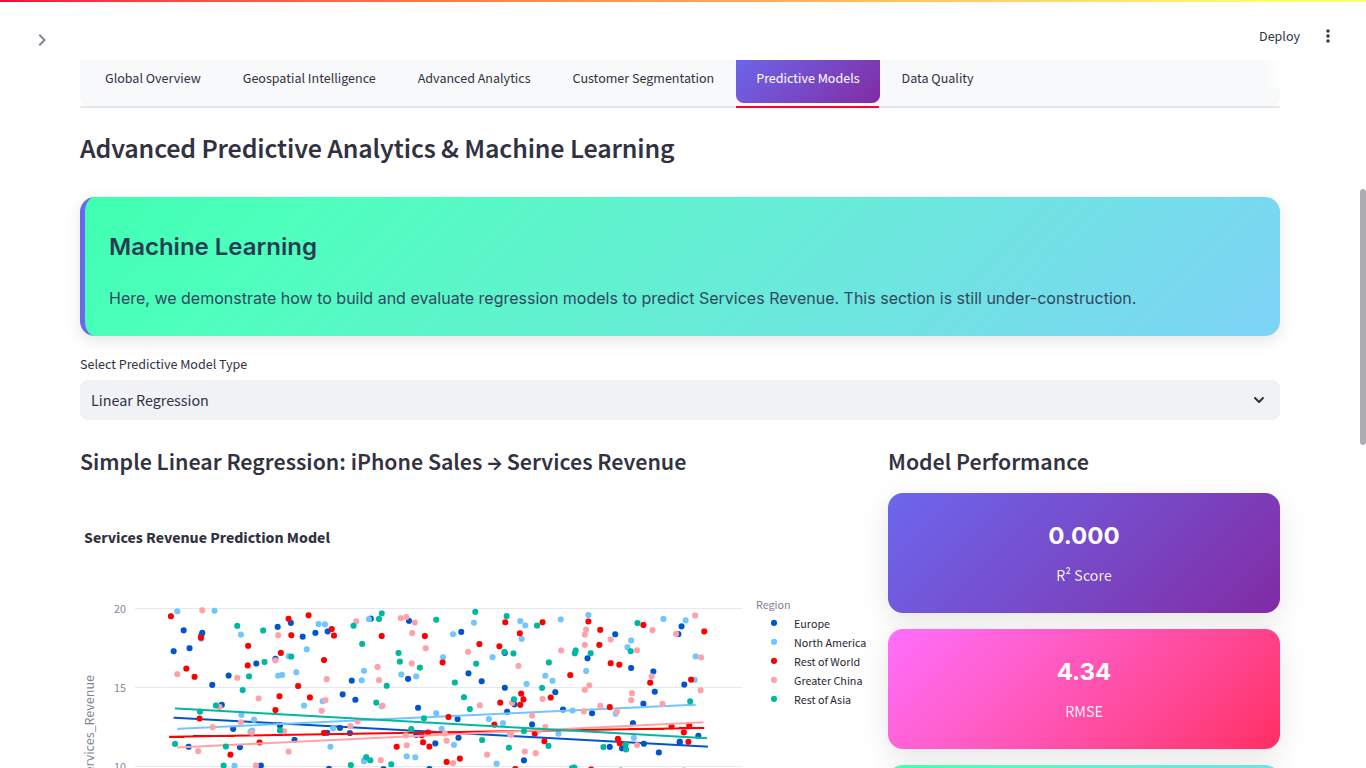 Deploy
Global Overview
Geospatial Intelligence
Advanced Analytics
Customer Segmentation
Predictive Models
Data Quality
Advanced Predictive Analytics & Machine Learning
Machine Learning
Here, we demonstrate how to build and evaluate regression models to predict Services Revenue. This section is still under-construction.
Select Predictive Model Type
Linear Regression
Simple Linear Regression: iPhone Sales → Services Revenue
Services Revenue Prediction Model
20
15
10
ervices_Revenue
Region
Europe
North America
Rest of World
Greater China
Rest of Asia
Model Performance
0.000
R² Score
4.34
RMSE